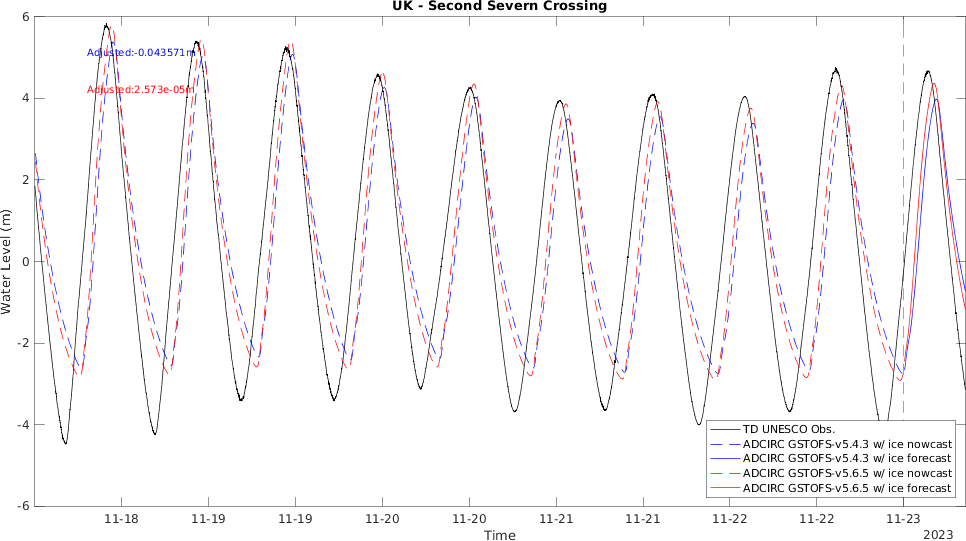 UK - Second Severn Crossing
6
4
2
0
-2
-4
-6
Water Level (m)
Adjusted:-0.043571m
Adjusted:2.573e-05m
TD UNESCO Obs.
ADCIRC GSTOFS-v5.4.3 w/ ice nowcast
ADCIRC GSTOFS-v5.4.3 w/ ice forecast
ADCIRC GSTOFS-v5.6.5 w/ ice nowcast
ADCIRC GSTOFS-v5.6.5 w/ ice forecast
11-18 11-19 11-19 11-20 11-20 11-21 11-21 11-22 11-22 11-23
Time
2023